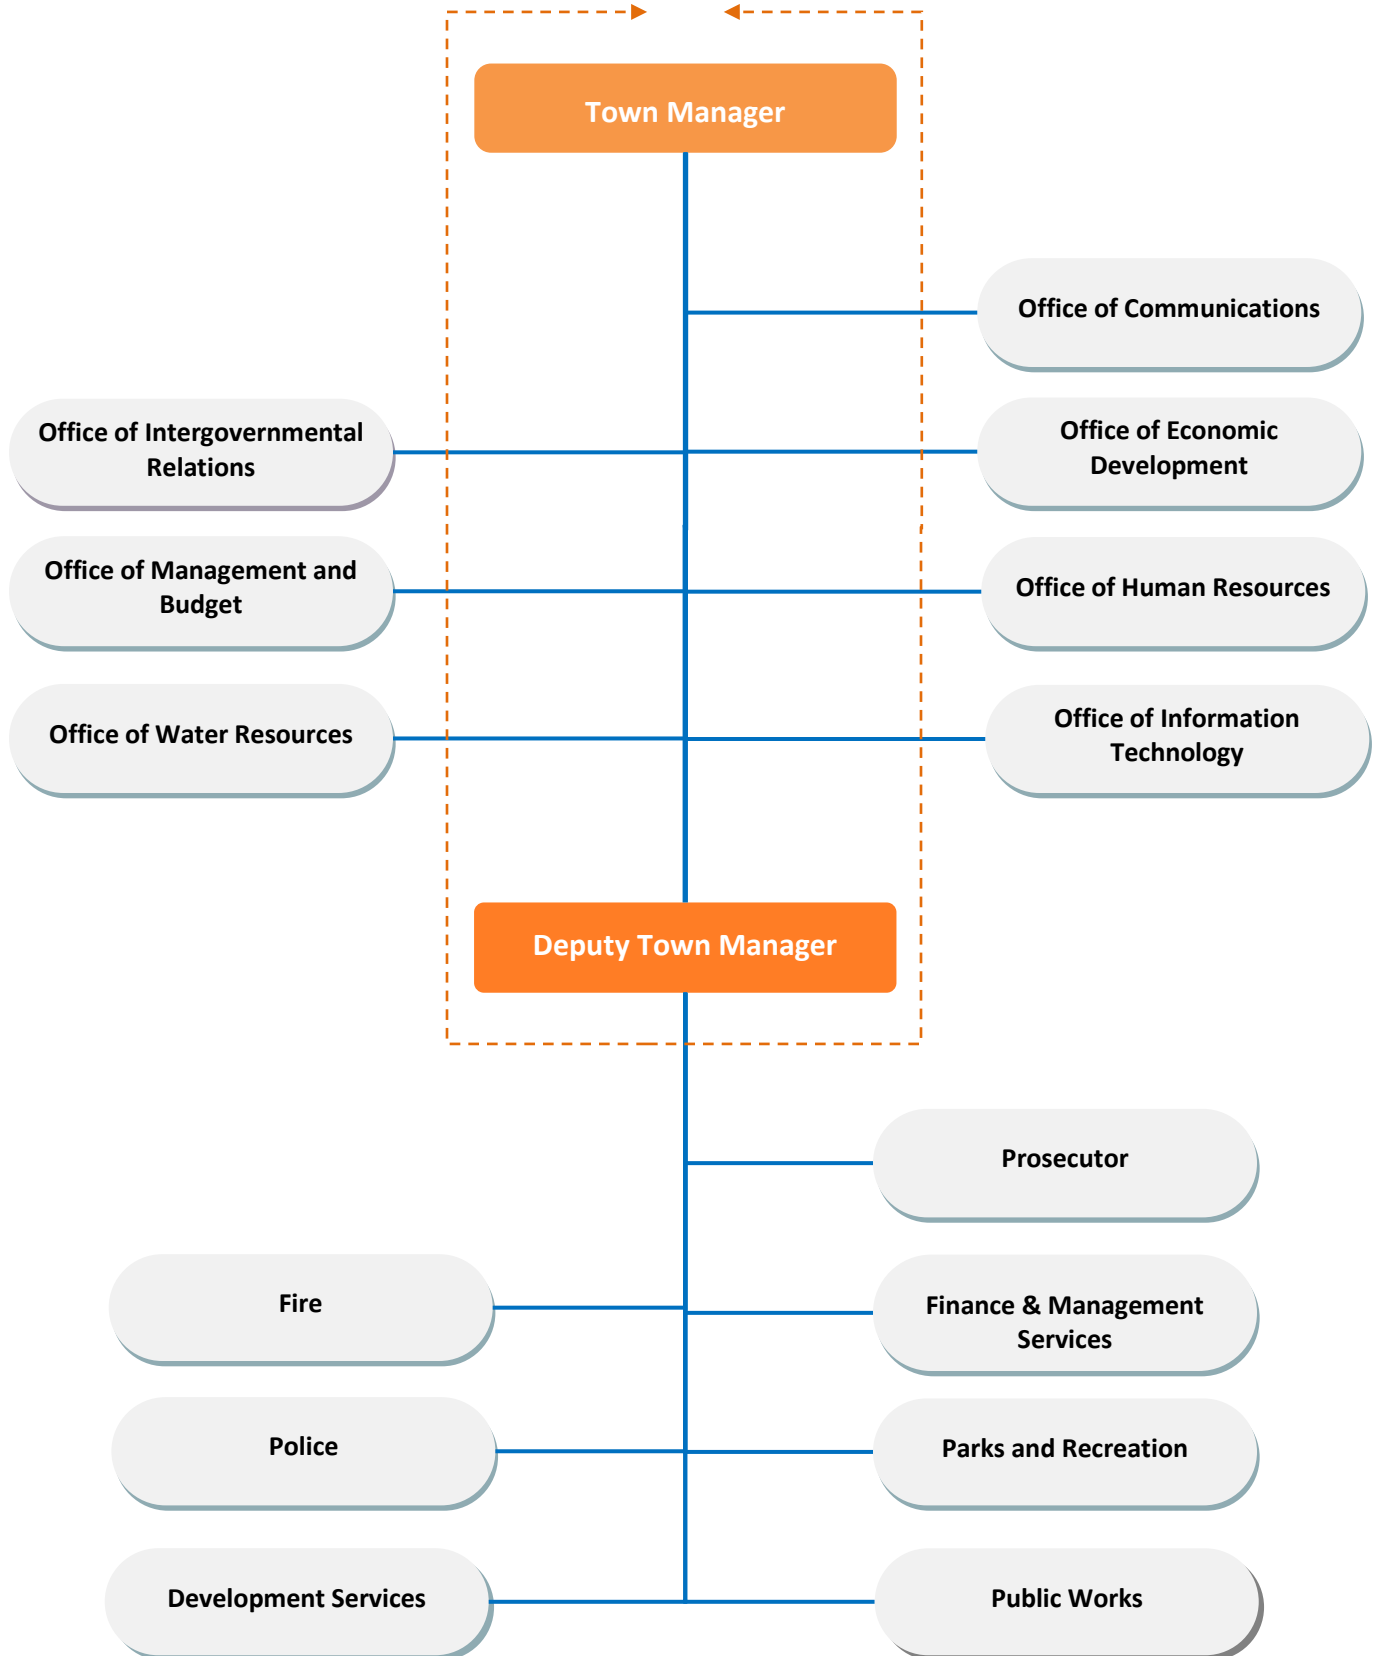 Town Manager
Office of Communications
Office of Intergovernmental
Relations
Office of Economic
Development
Office of Management and
Budget
Office of Human Resources
Office of Water Resources
Office of Information
Technology
Deputy Town Manager
Prosecutor
Fire
Finance & Management
Services
Police
Parks and Recreation
Development Services
Public Works